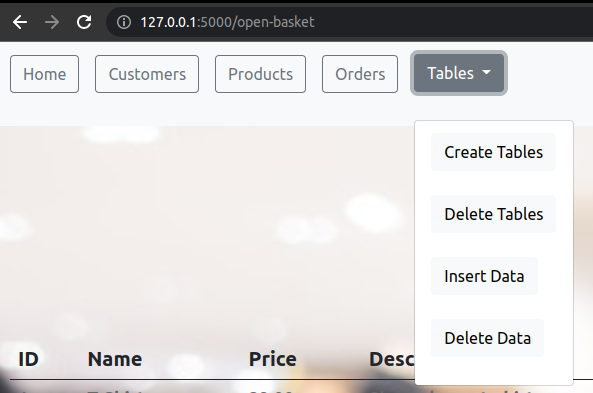 127.0.0.1:5000/open-basket
Home Customers Products Orders Tables
Create Tables
Delete Tables
Insert Data
Delete Data
ID Name Price Desc